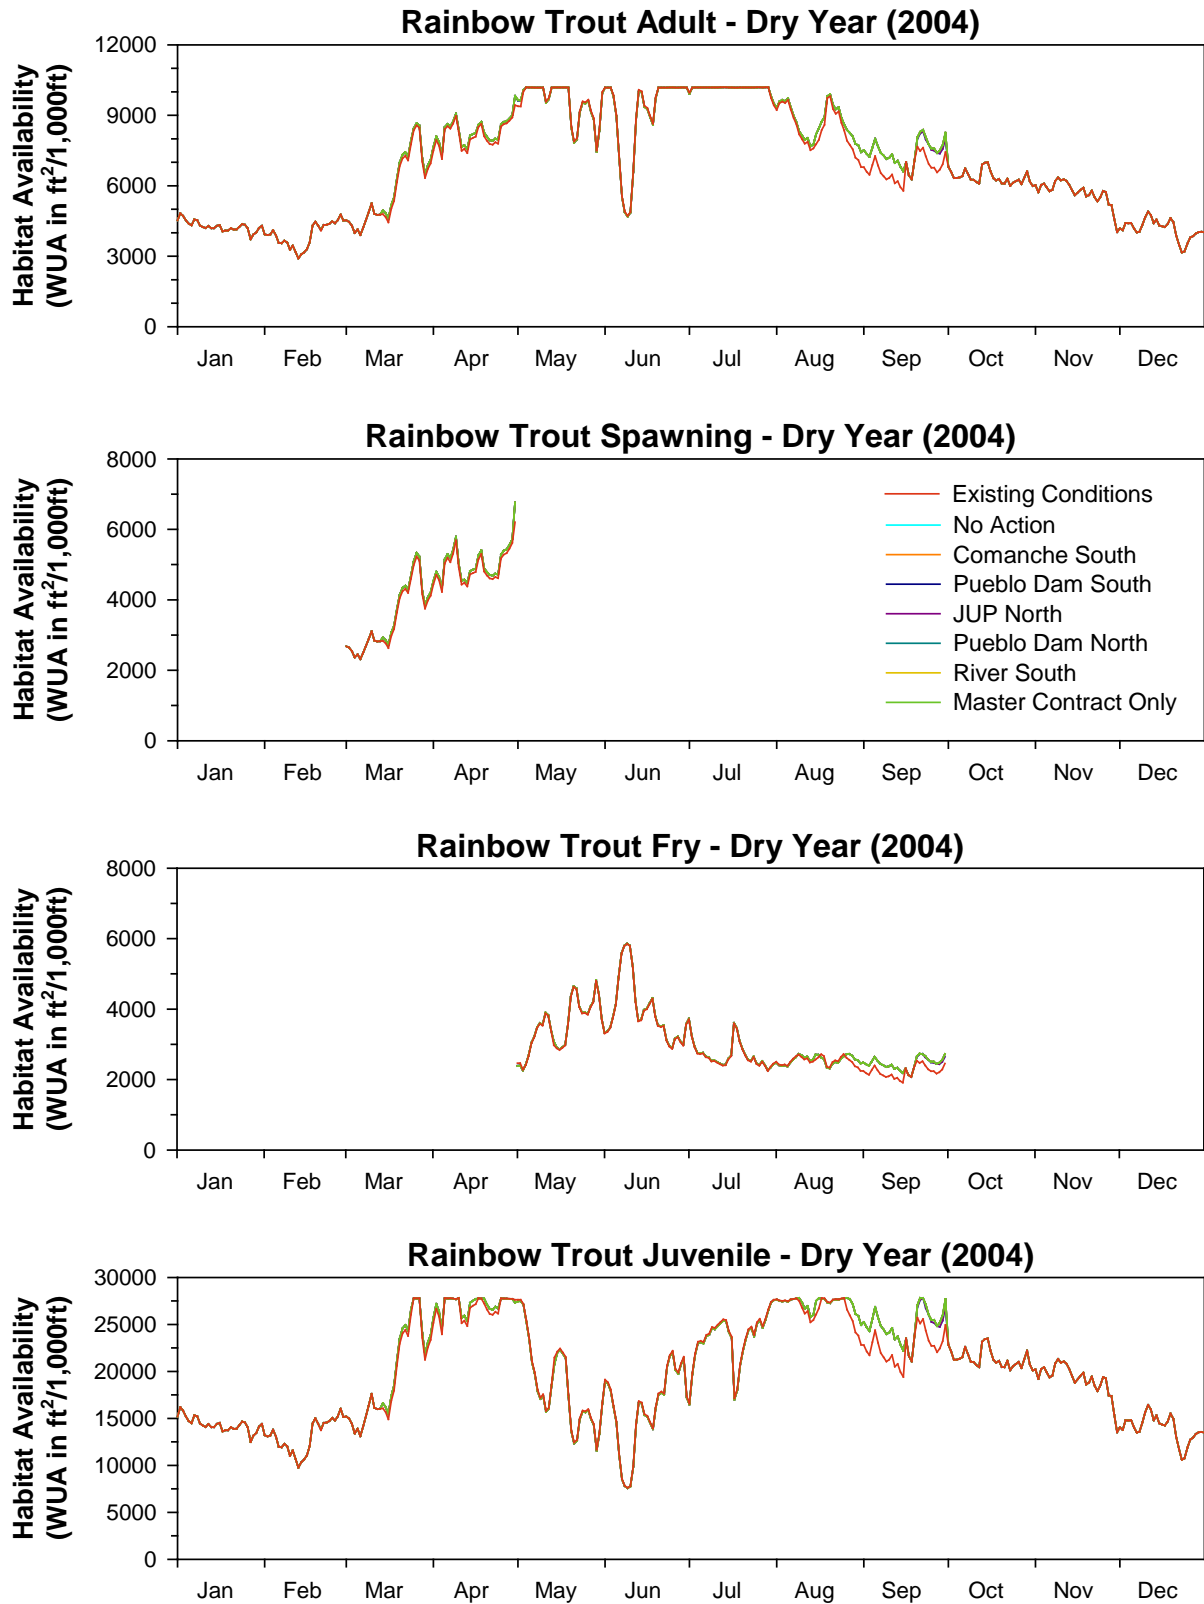 Rainbow Trout Adult - Dry Year (2004)
Habitat Availability
(WUA in ft²/1,000ft)
12000
9000
6000
3000
0
Jan Feb Mar Apr May Jun Jul Aug Sep Oct Nov Dec
Rainbow Trout Spawning - Dry Year (2004)
Habitat Availability
(WUA in ft²/1,000ft)
8000
6000
4000
2000
0
Existing Conditions
No Action
Comanche South
Pueblo Dam South
JUP North
Pueblo Dam North
River South
Master Contract Only
Jan Feb Mar Apr May Jun Jul Aug Sep Oct Nov Dec
Rainbow Trout Fry - Dry Year (2004)
Habitat Availability
(WUA in ft²/1,000ft)
8000
6000
4000
2000
0
Jan Feb Mar Apr May Jun Jul Aug Sep Oct Nov Dec
Rainbow Trout Juvenile - Dry Year (2004)
Habitat Availability
(WUA in ft²/1,000ft)
30000
25000
20000
15000
10000
5000
0
Jan Feb Mar Apr May Jun Jul Aug Sep Oct Nov Dec